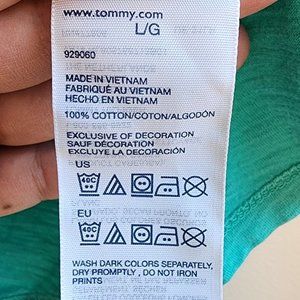 www.tommy.com
L/G
929060
MADE IN VIETNAM
FABRIQUÉ AU VIETNAM
HECHO EN VIETNAM
100% COTTON/COTON/ALGODÓN
EXCLUSIVE OF DECORATION
SAUF DÉCORATION
EXCLUYE LA DECORACIÓN
US
40C
EU
40C
WASH DARK COLORS SEPARATELY,
DRY PROMPTLY , DO NOT IRON
PRINTS